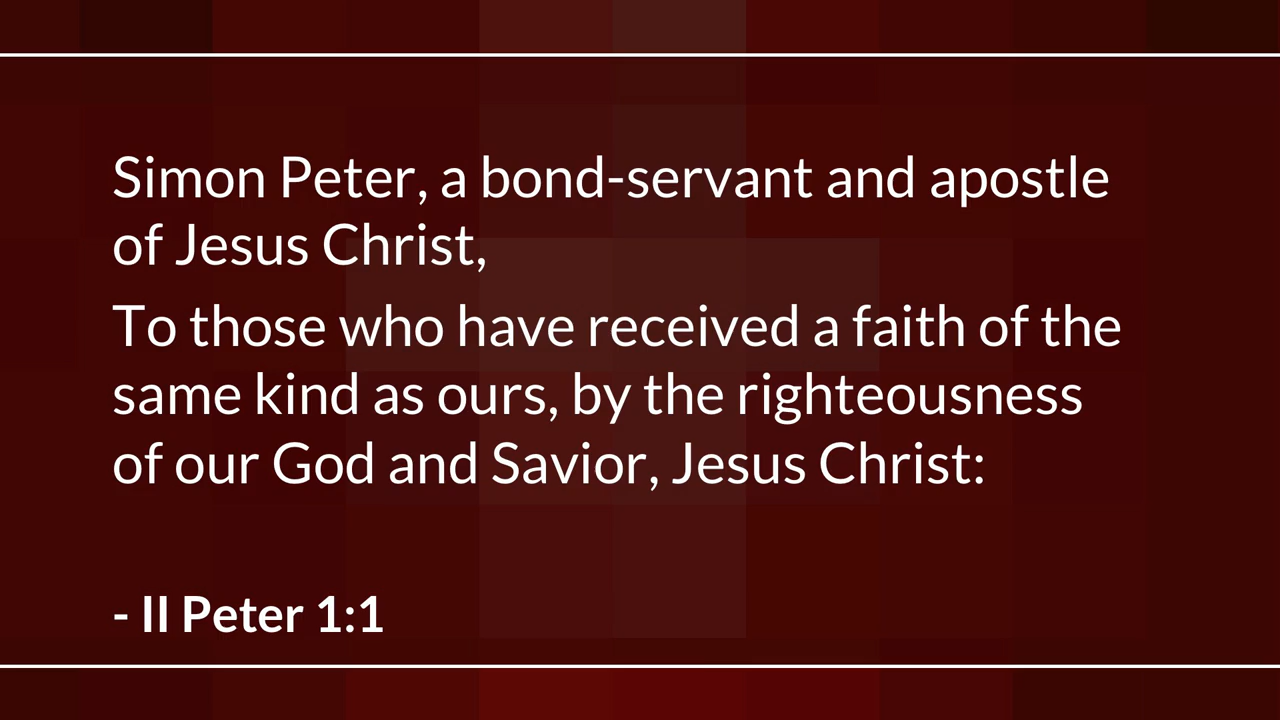 Simon Peter, a bond-servant and apostle
of Jesus Christ,
To those who have received a faith of the
same kind as ours, by the righteousness
of our God and Savior, Jesus Christ:
- II Peter 1:1